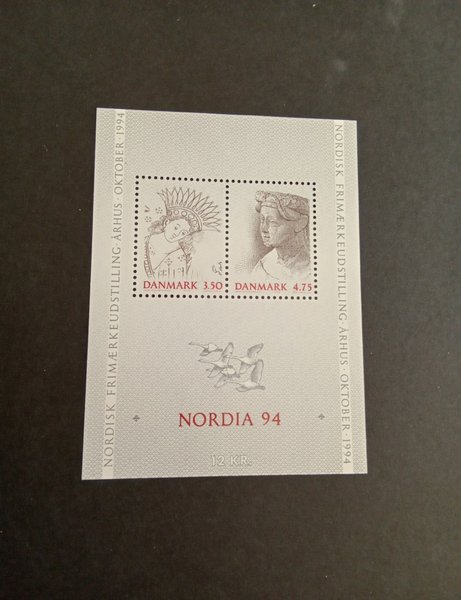 NORDISK FRIMÆRKEUDSTILLING ÅRHUS · OKTOBER · 1994
DANMARK 3.50
DANMARK 4.75
NORDIA 94
12 KR.
NORDISK FRIMÆRKEUDSTILLING ÅRHUS · OKTOBER · 1994